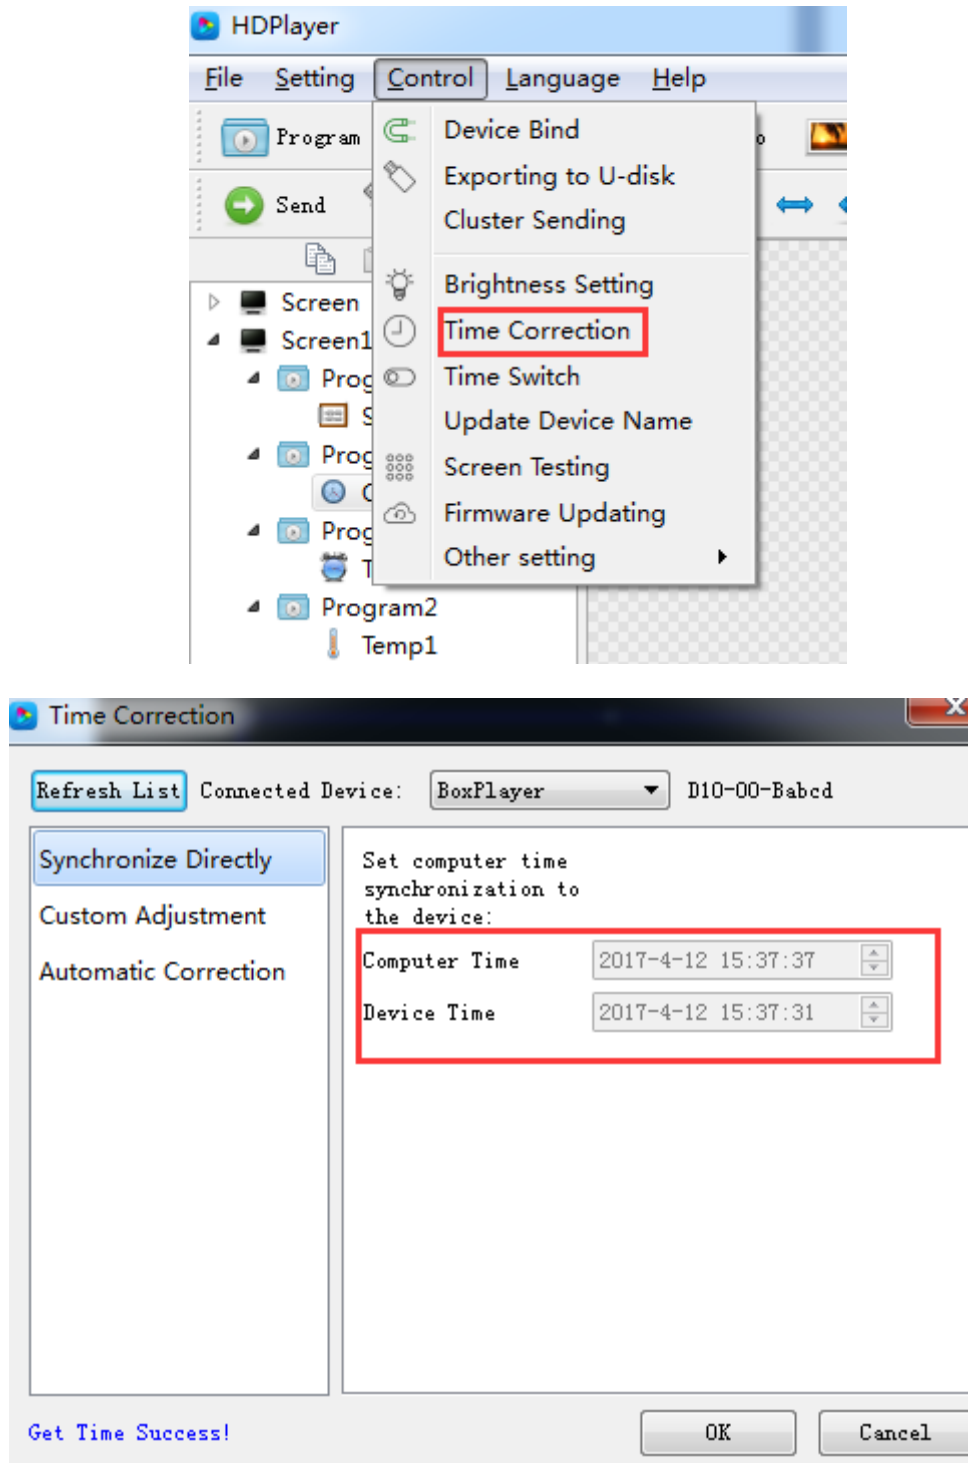 HDPlayer
File Setting Control Language Help
Program
Send
Device Bind
Exporting to U-disk
Cluster Sending
Brightness Setting
Time Correction
Time Switch
Update Device Name
Screen Testing
Firmware Updating
Other setting
Screen
Screen1
Program2
Temp1
Time Correction
Refresh List Connected Device: BoxPlayer D10-00-Babcd
Synchronize Directly
Custom Adjustment
Automatic Correction
Set computer time
synchronization to
the device:
Computer Time 2017-4-12 15:37:37
Device Time 2017-4-12 15:37:31
Get Time Success!
OK Cancel